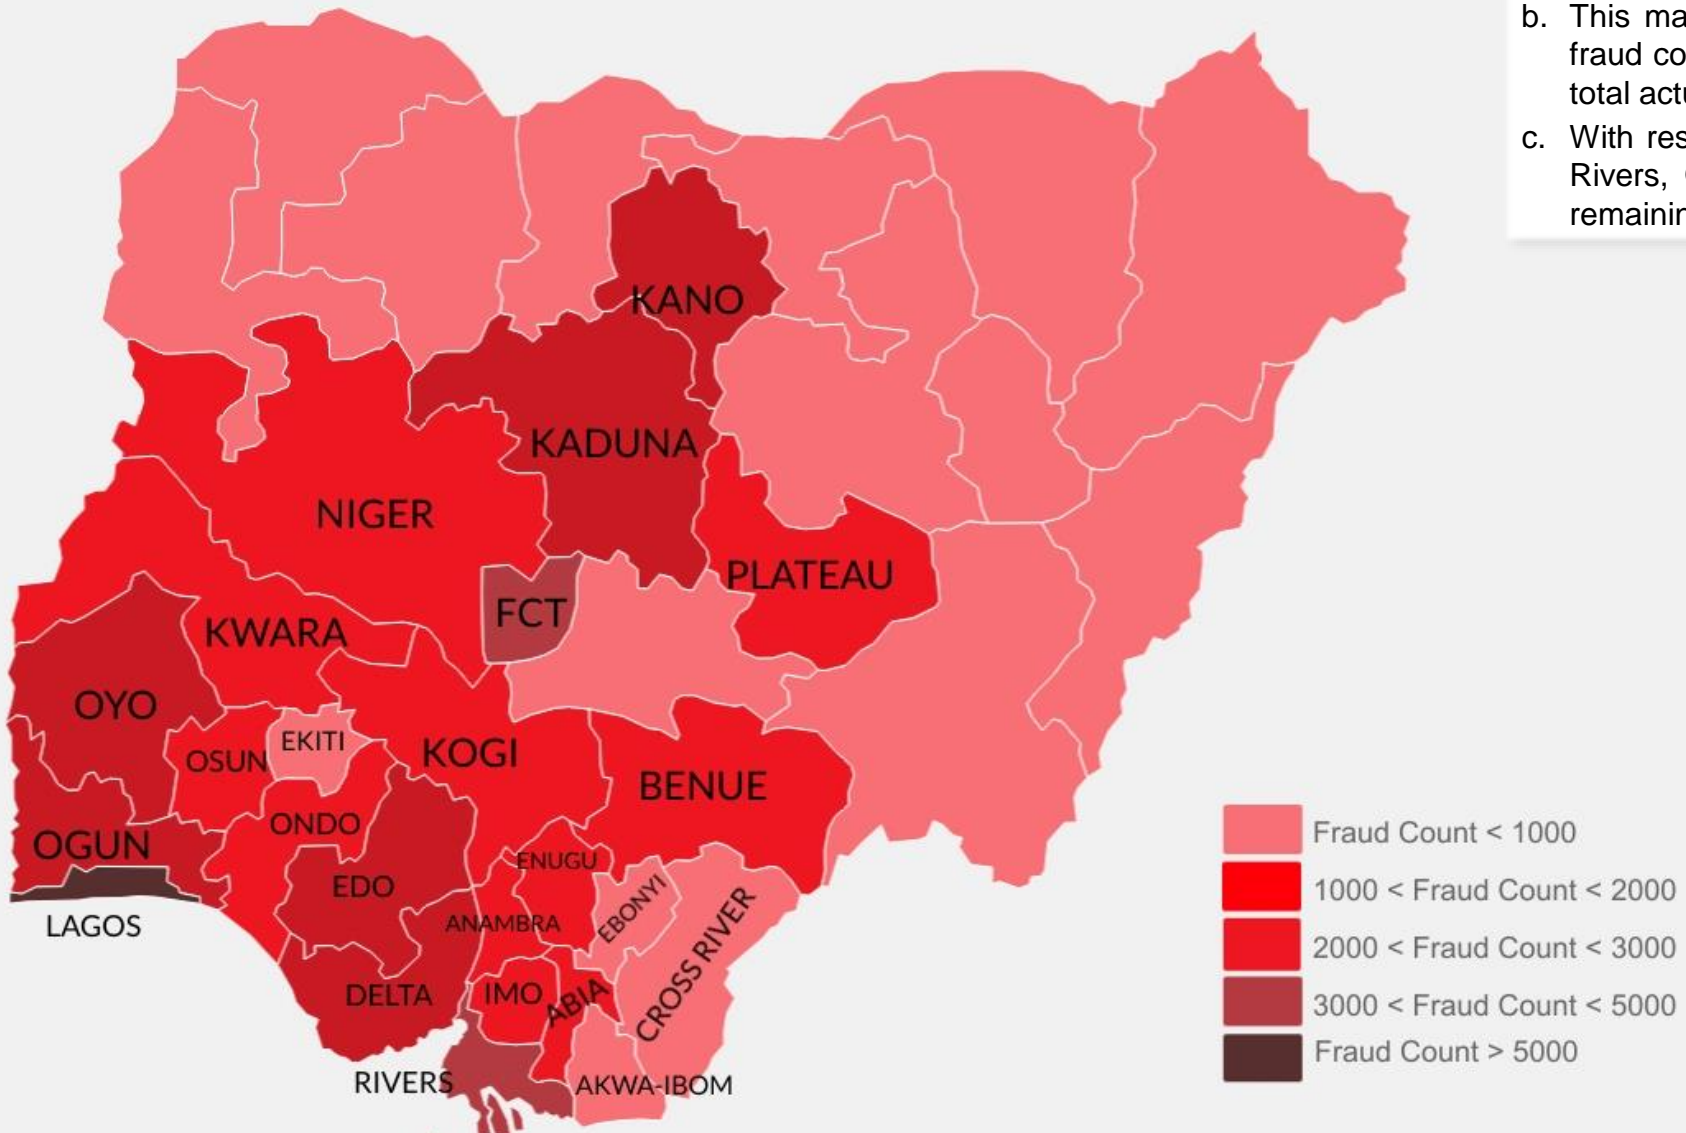 b. This ma
fraud co
total actu
c. With res
Rivers,
remainin
KANO
KADUNA
NIGER
PLATEAU
FCT
KWARA
OYO
EKITI
OSUN
KOGI
BENUE
ONDO
OGUN
ENUGU
EDO
EBONYI
LAGOS
ANAMBRA
CROSS RIVER
DELTA
IMO
ABIA
RIVERS
AKWA-IBOM
Fraud Count < 1000
1000 < Fraud Count < 2000
2000 < Fraud Count < 3000
3000 < Fraud Count < 5000
Fraud Count > 5000